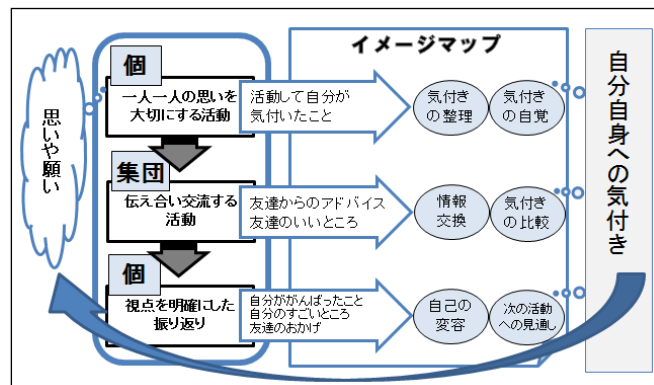 イメージマップ
思いや願い
個
一人一人の思いを
大切にする活動
活動して自分が
気付いたこと
気付き
の整理
気付き
の自覚
集団
伝え合い交流する
活動
友達からのアドバイス
友達のいいところ
情報
交換
気付き
の比較
個
視点を明確にした
振り返り
自分ががんばったこと
自分のすごいところ
友達のおかげ
自己の
変容
次の活動
への見通し
自分自身への気付き